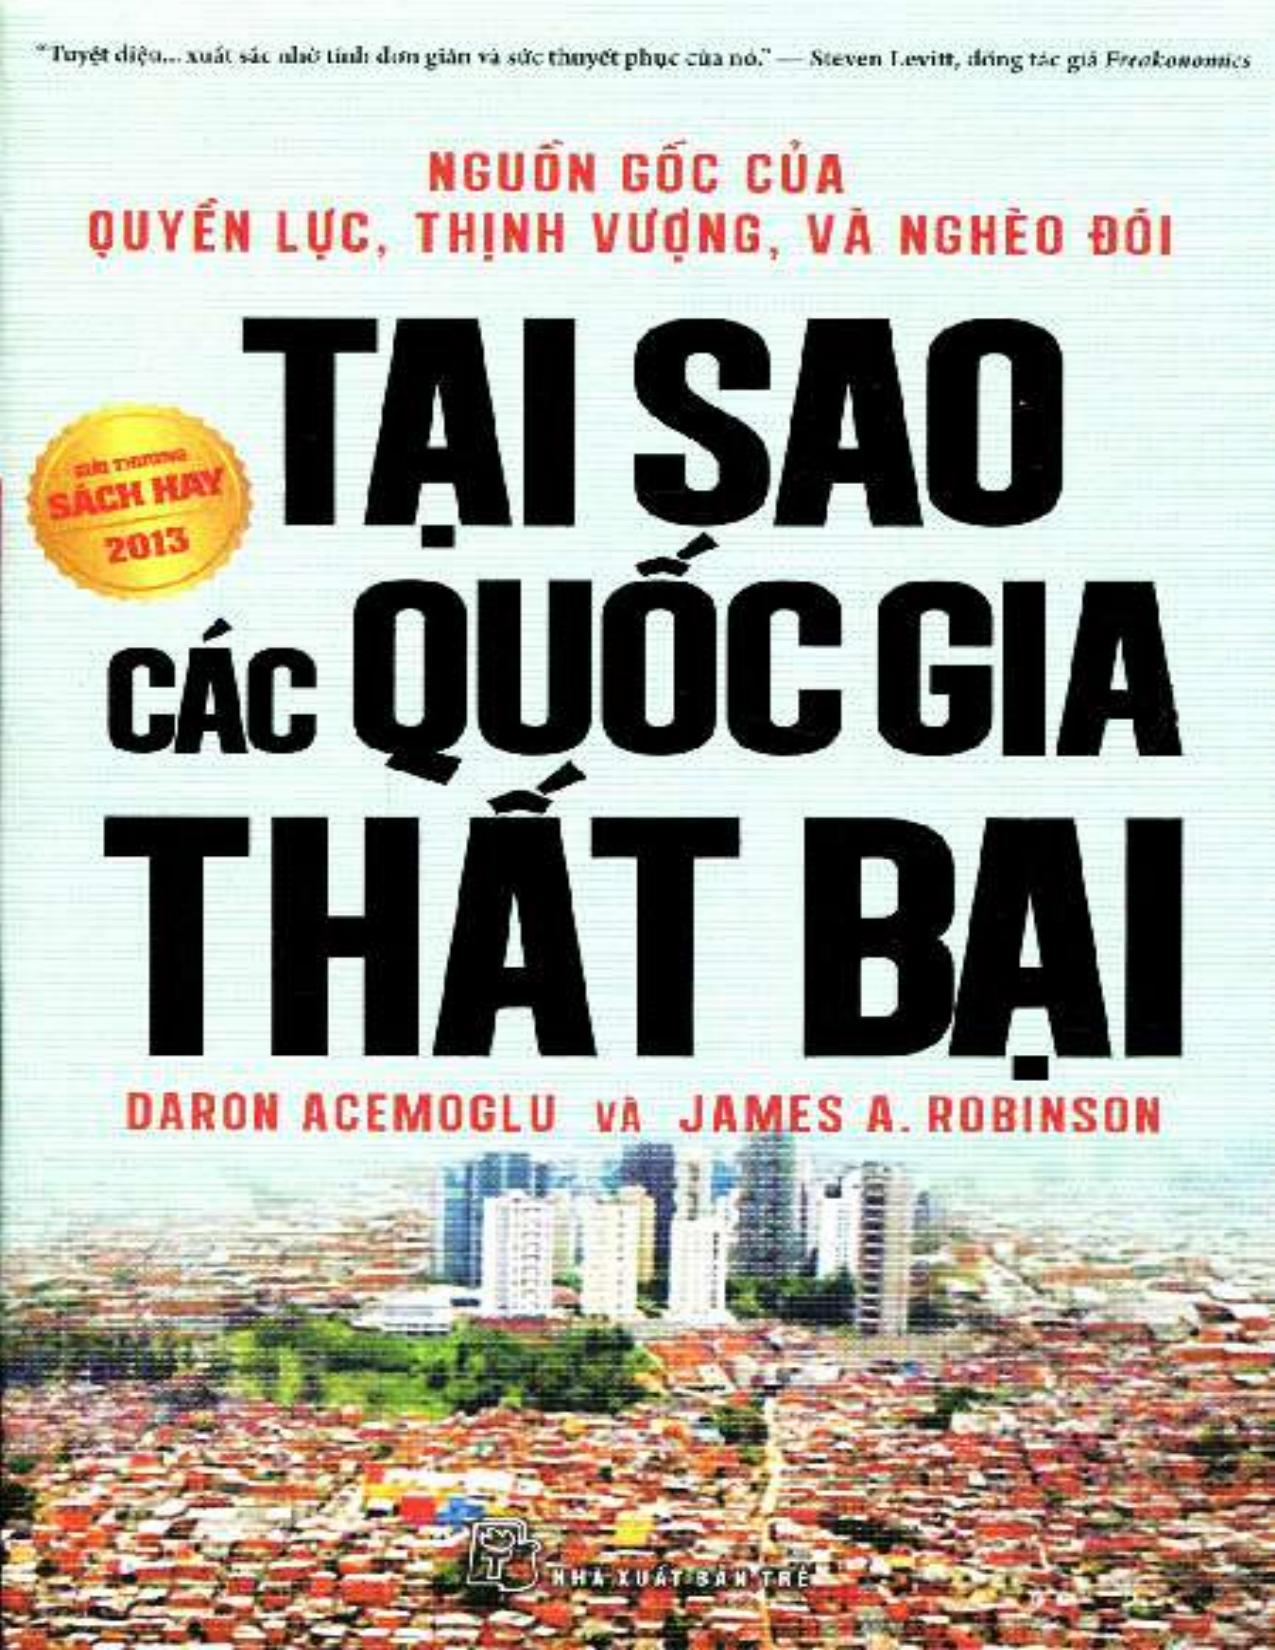 “Tuyệt diệu... xuất sắc nhờ tính đơn giản và sức thuyết phục của nó.” — Steven Levitt, đồng tác giả Freakonomics
NGUỒN GỐC CỦA
QUYỀN LỰC, THỊNH VƯỢNG, VÀ NGHÈO ĐÓI
TẠI SAO
GIẢI THƯỞNG
SÁCH HAY
2013
CÁC QUỐC GIA
THẤT BẠI
DARON ACEMOGLU VÀ JAMES A. ROBINSON
NHÀ XUẤT BẢN TRẺ